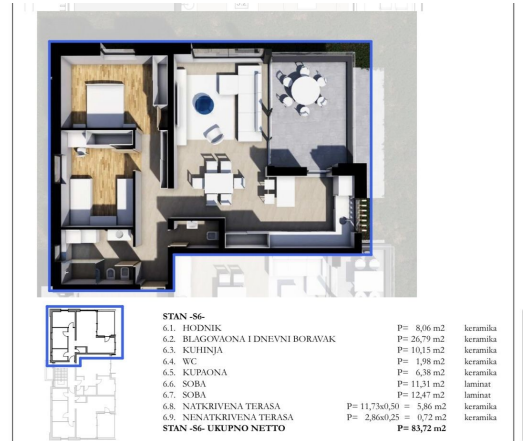 STAN -S6-
6.1. HODNIK P= 8,06 m2 keramika
6.2. BLAGOVAONA I DNEVNI BORAVAK P= 26,79 m2 keramika
6.3. KUHINJA P= 10,15 m2 keramika
6.4. WC P= 1,98 m2 keramika
6.5. KUPAONA P= 6,38 m2 keramika
6.6. SOBA P= 11,31 m2 laminat
6.7. SOBA P= 12,47 m2 laminat
6.8. NATKRIVENA TERASA P= 11,73x0,50 = 5,86 m2 keramika
6.9. NENATKRIVENA TERASA P= 2,86x0,25 = 0,72 m2 keramika
STAN -S6- UKUPNO NETTO P= 83,72 m2